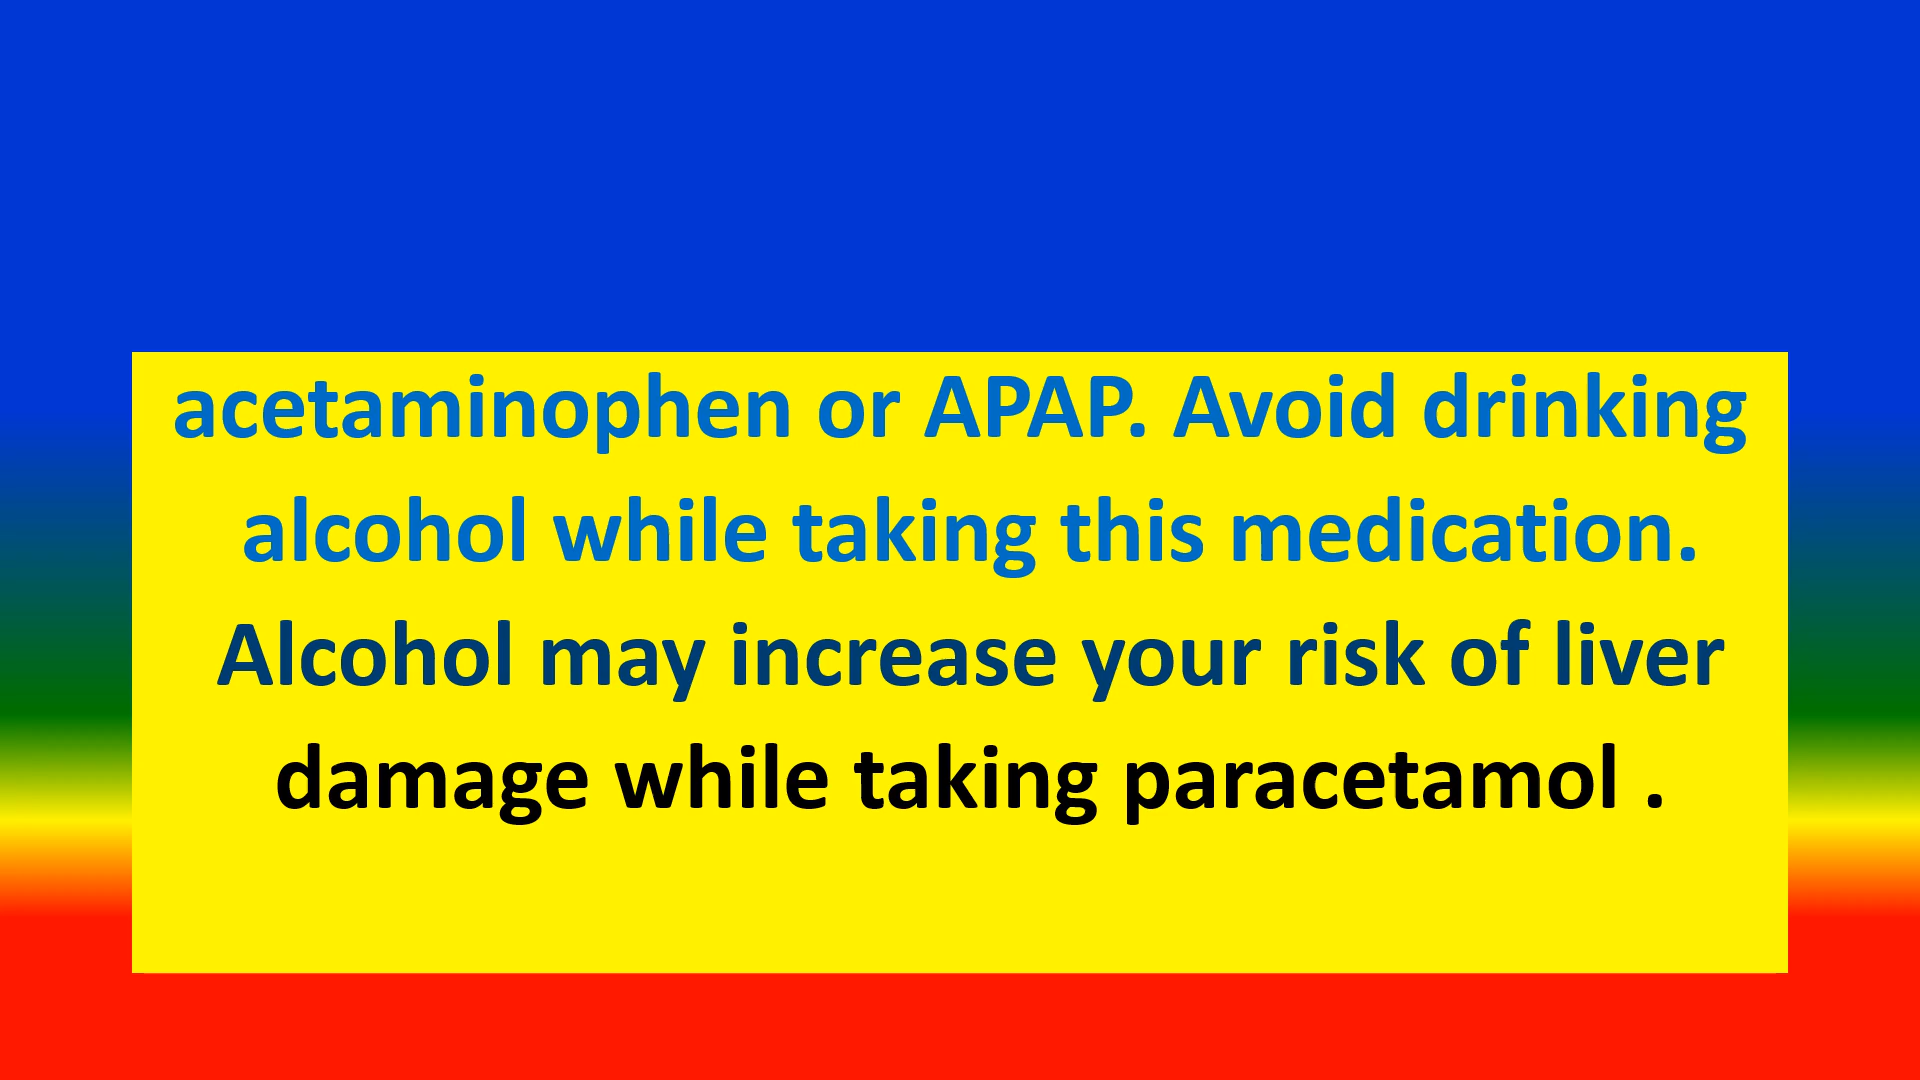 acetaminophen or APAP. Avoid drinking
alcohol while taking this medication.
Alcohol may increase your risk of liver
damage while taking paracetamol .